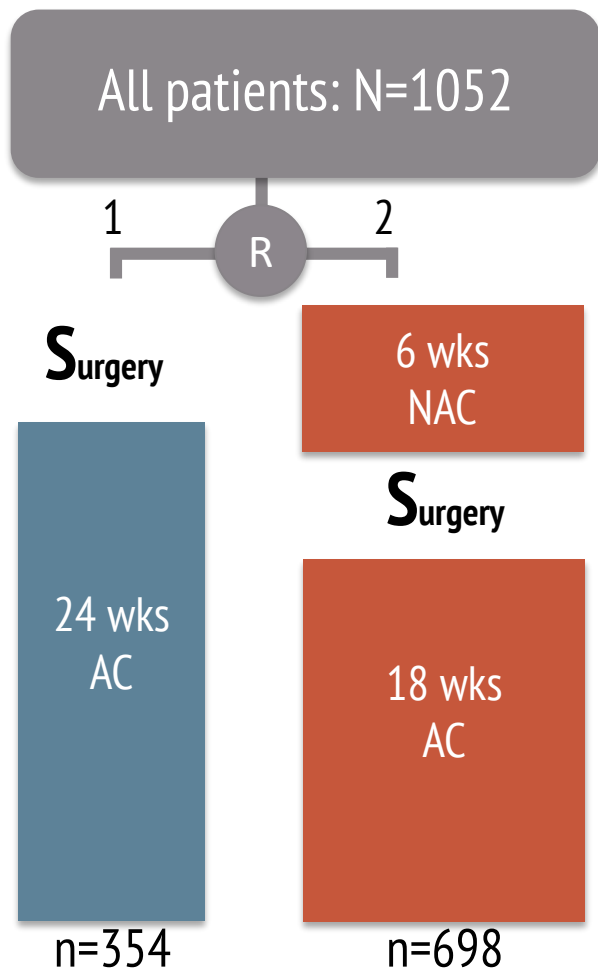 All patients: N=1052
1
2
R
Surgery
6 wks
NAC
Surgery
24 wks
AC
18 wks
AC
n=354
n=698